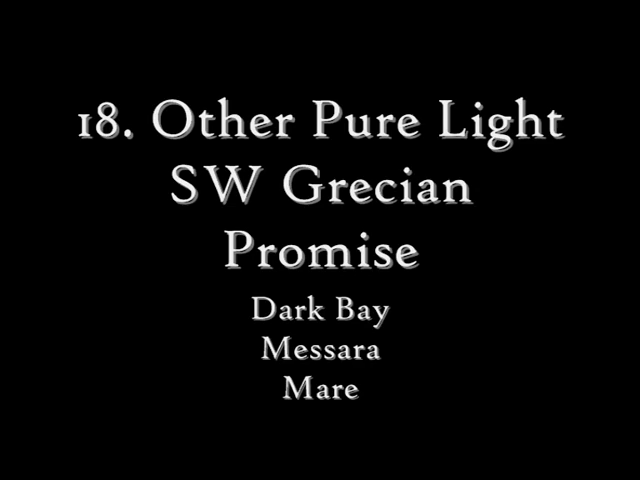 18. Other Pure Light
SW Grecian
Promise
Dark Bay
Messara
Mare